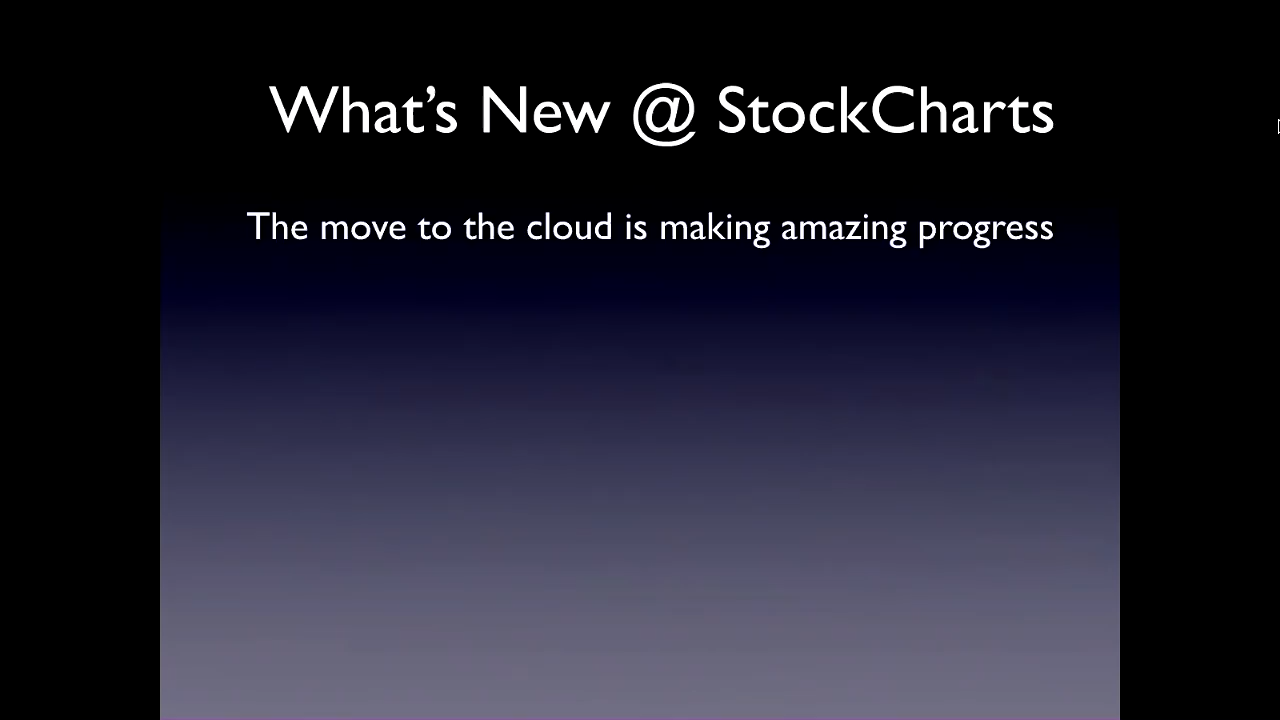 What’s New @ StockCharts
The move to the cloud is making amazing progress